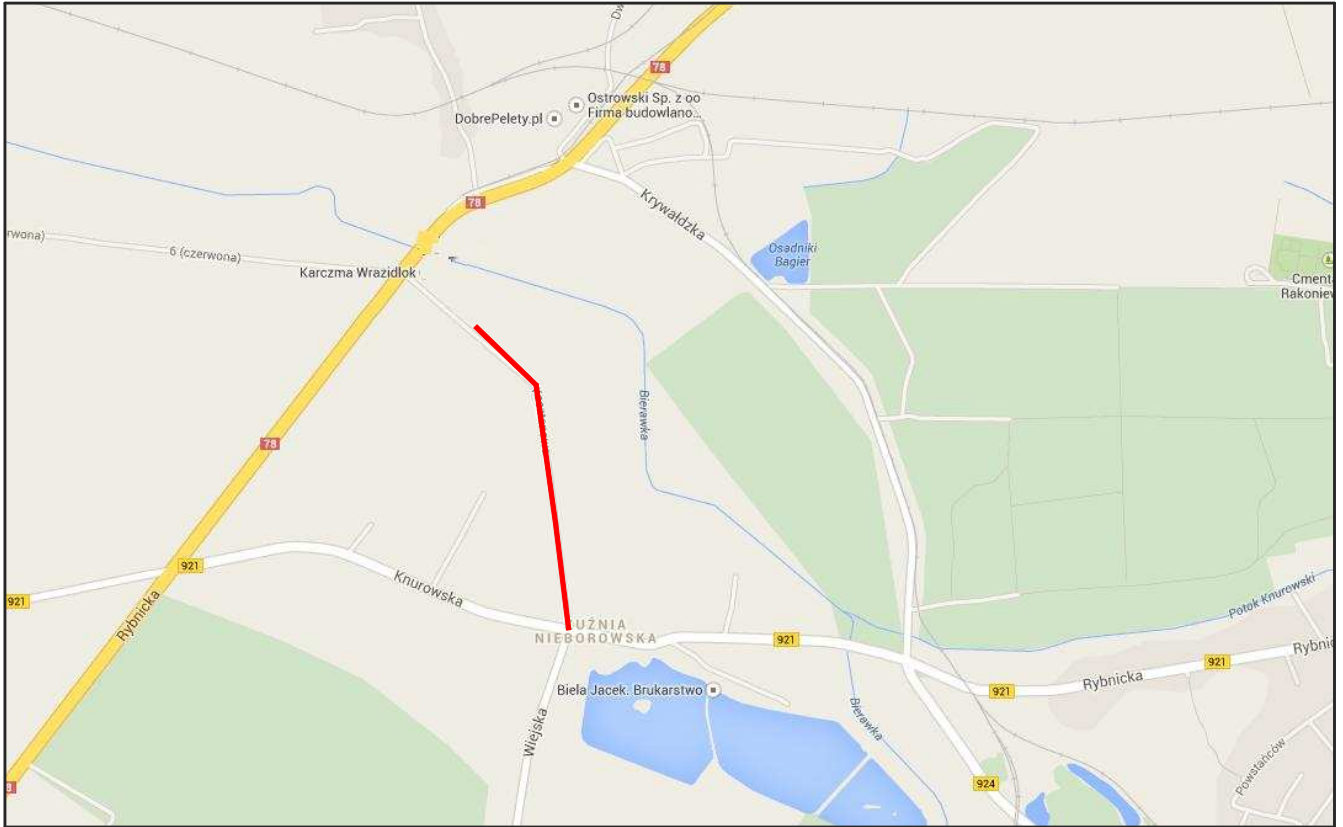 Dw
78
Ostrowski Sp. z oo
Firma budowlano...
DobrePelety.pl
78
Krywałdzka
rwona)
6 (czerwona)
Osadniki
Bagier
Karczma Wrazidlok
Cmenta
Rakoniew
Bierawka
78
921
Knurowska
921
Rybnicka
Potok Knurowski
UŹNIA
NIEBOROWSKA
921
921
Rybnic
921
Rybnicka
Biela Jacek. Brukarstwo
Wiejska
Bierawka
924
Powstańców
8